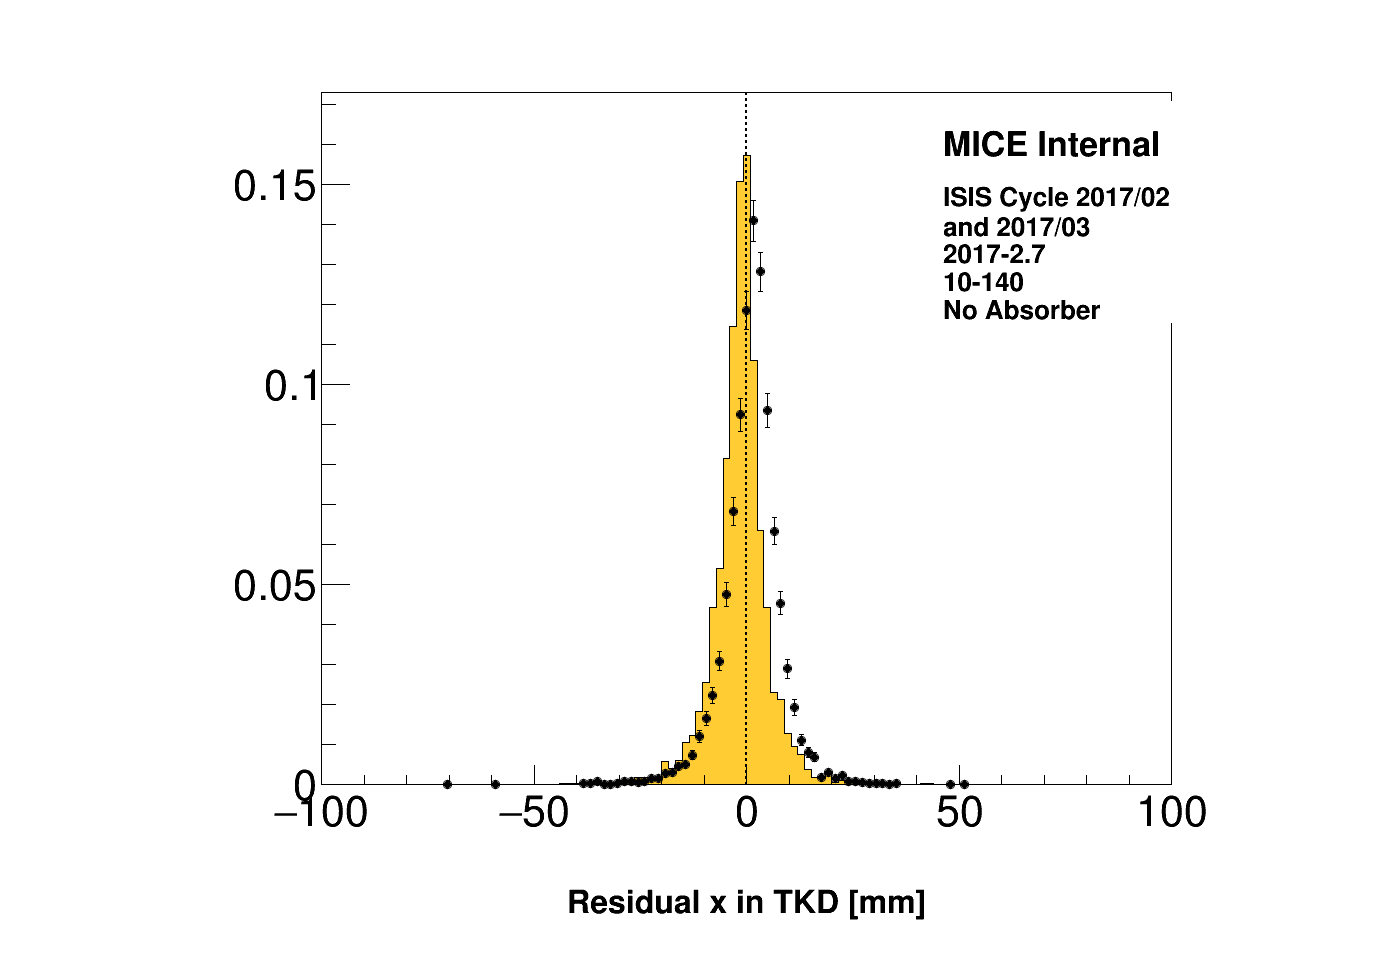 MICE Internal
ISIS Cycle 2017/02
and 2017/03
2017-2.7
10-140
No Absorber
0.15
0.1
0.05
0
−100 −50 0 50 100
Residual x in TKD [mm]